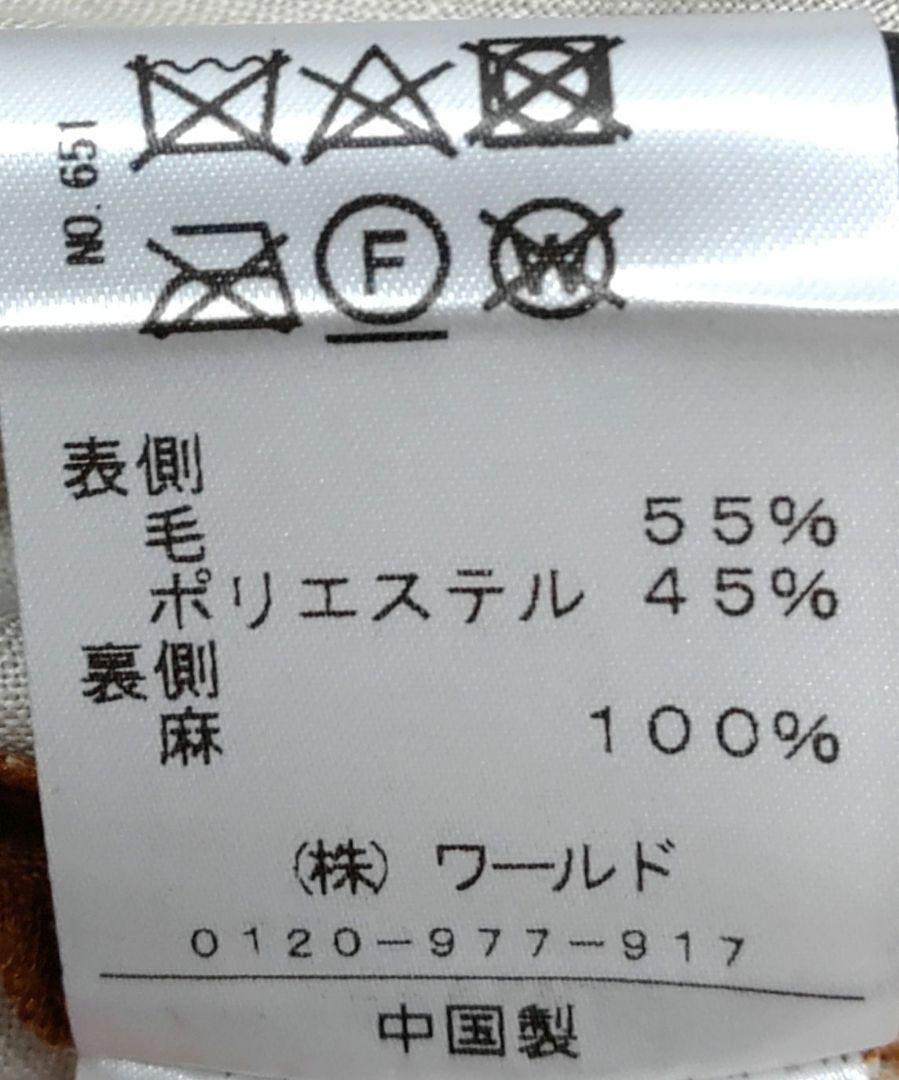 NO. 651
F
W
表側
毛 55%
ポリエステル 45%
裏側
麻 100%
(株) ワールド
0120-977-917
中国製